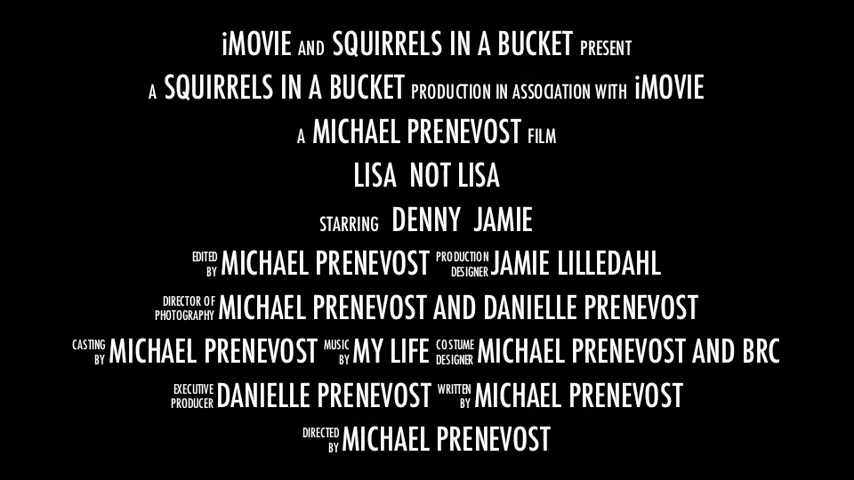 iMOVIE AND SQUIRRELS IN A BUCKET PRESENT
A SQUIRRELS IN A BUCKET PRODUCTION IN ASSOCIATION WITH iMOVIE
A MICHAEL PRENEVOST FILM
LISA NOT LISA
STARRING DENNY JAMIE
EDITED BY MICHAEL PRENEVOST PRODUCTION DESIGNER JAMIE LILLEDAHL
DIRECTOR OF PHOTOGRAPHY MICHAEL PRENEVOST AND DANIELLE PRENEVOST
CASTING BY MICHAEL PRENEVOST MUSIC BY MY LIFE COSTUME DESIGNER MICHAEL PRENEVOST AND BRC
EXECUTIVE PRODUCER DANIELLE PRENEVOST WRITTEN BY MICHAEL PRENEVOST
DIRECTED BY MICHAEL PRENEVOST